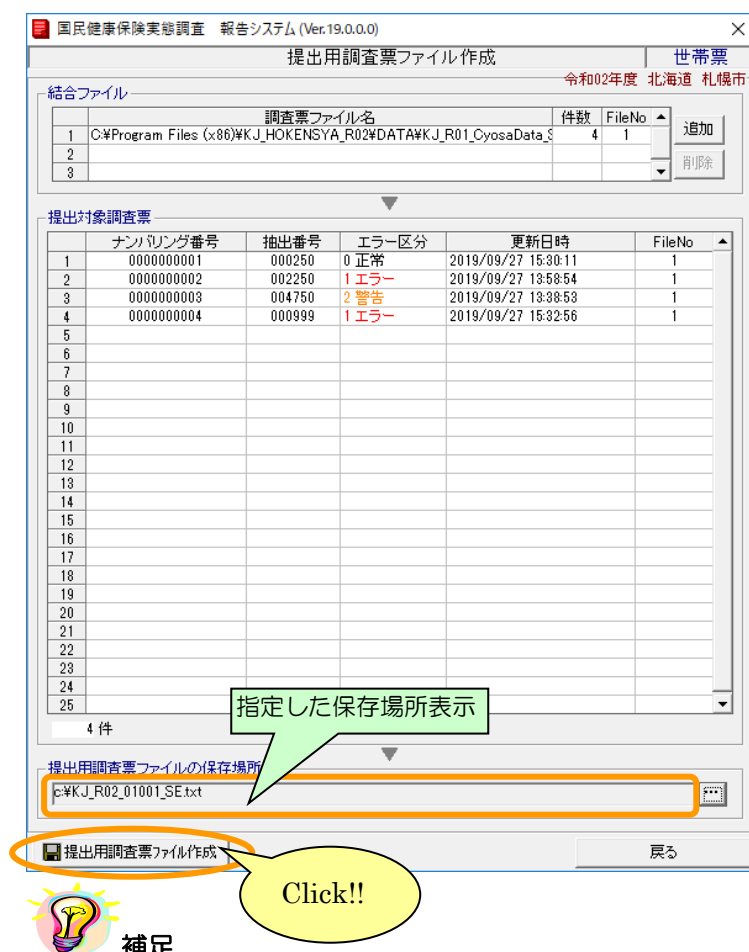 国民健康保険実態調査 報告システム (Ver.19.0.0.0)
提出用調査票ファイル作成 世帯票
令和02年度 北海道 札幌市
結合ファイル
調査票ファイル名 件数 FileNo
1 C:¥Program Files (x86)¥KJ_HOKENSYA_R02¥DATA¥KJ_R01_CyosaData_S 4 1
追加
2
3
削除
提出対象調査票
ナンバリング番号 抽出番号 エラー区分 更新日時 FileNo
1 0000000001 000250 0 正常 2019/09/27 15:30:11 1
2 0000000002 002250 1 エラー 2019/09/27 13:58:54 1
3 0000000003 004750 2 警告 2019/09/27 13:38:53 1
4 0000000004 000999 1 エラー 2019/09/27 15:32:56 1
5
6
7
8
9
10
11
12
13
14
15
16
17
18
19
20
21
22
23
24
25
指定した保存場所表示
4 件
提出用調査票ファイルの保存場所
c:¥KJ_R02_01001_SE.txt
...
提出用調査票ファイル作成
戻る
Click!!
補足